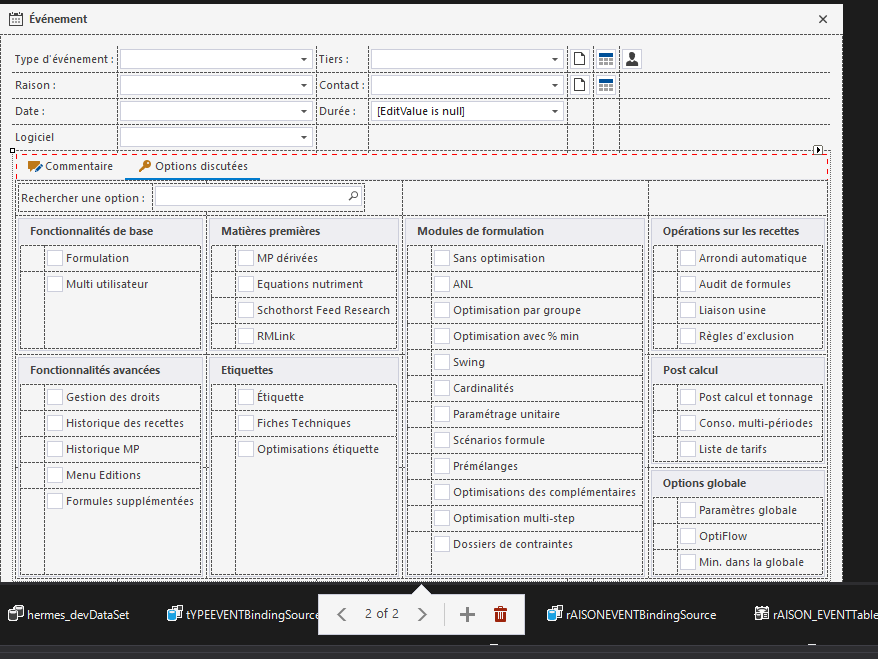 Événement
Type d'événement :
Tiers :
Raison :
Contact :
Date :
Durée :
[EditValue is null]
Logiciel
Commentaire
Options discutées
Rechercher une option :
Fonctionnalités de base
Formulation
Multi utilisateur
Matières premières
MP dérivées
Equations nutriment
Schothorst Feed Research
RMLink
Modules de formulation
Sans optimisation
ANL
Optimisation par groupe
Optimisation avec % min
Swing
Cardinalités
Paramétrage unitaire
Scénarios formule
Prémélanges
Optimisations des complémentaires
Optimisation multi-step
Dossiers de contraintes
Opérations sur les recettes
Arrondi automatique
Audit de formules
Liaison usine
Règles d'exclusion
Fonctionnalités avancées
Gestion des droits
Historique des recettes
Historique MP
Menu Editions
Formules supplémentées
Etiquettes
Étiquette
Fiches Techniques
Optimisations étiquette
Post calcul
Post calcul et tonnage
Conso. multi-périodes
Liste de tarifs
Options globale
Paramètres globale
OptiFlow
Min. dans la globale
hermes_devDataSet
tYPEEVENTBindingSource
2 of 2
rAISONEVENTBindingSource
rAISON_EVENTTable